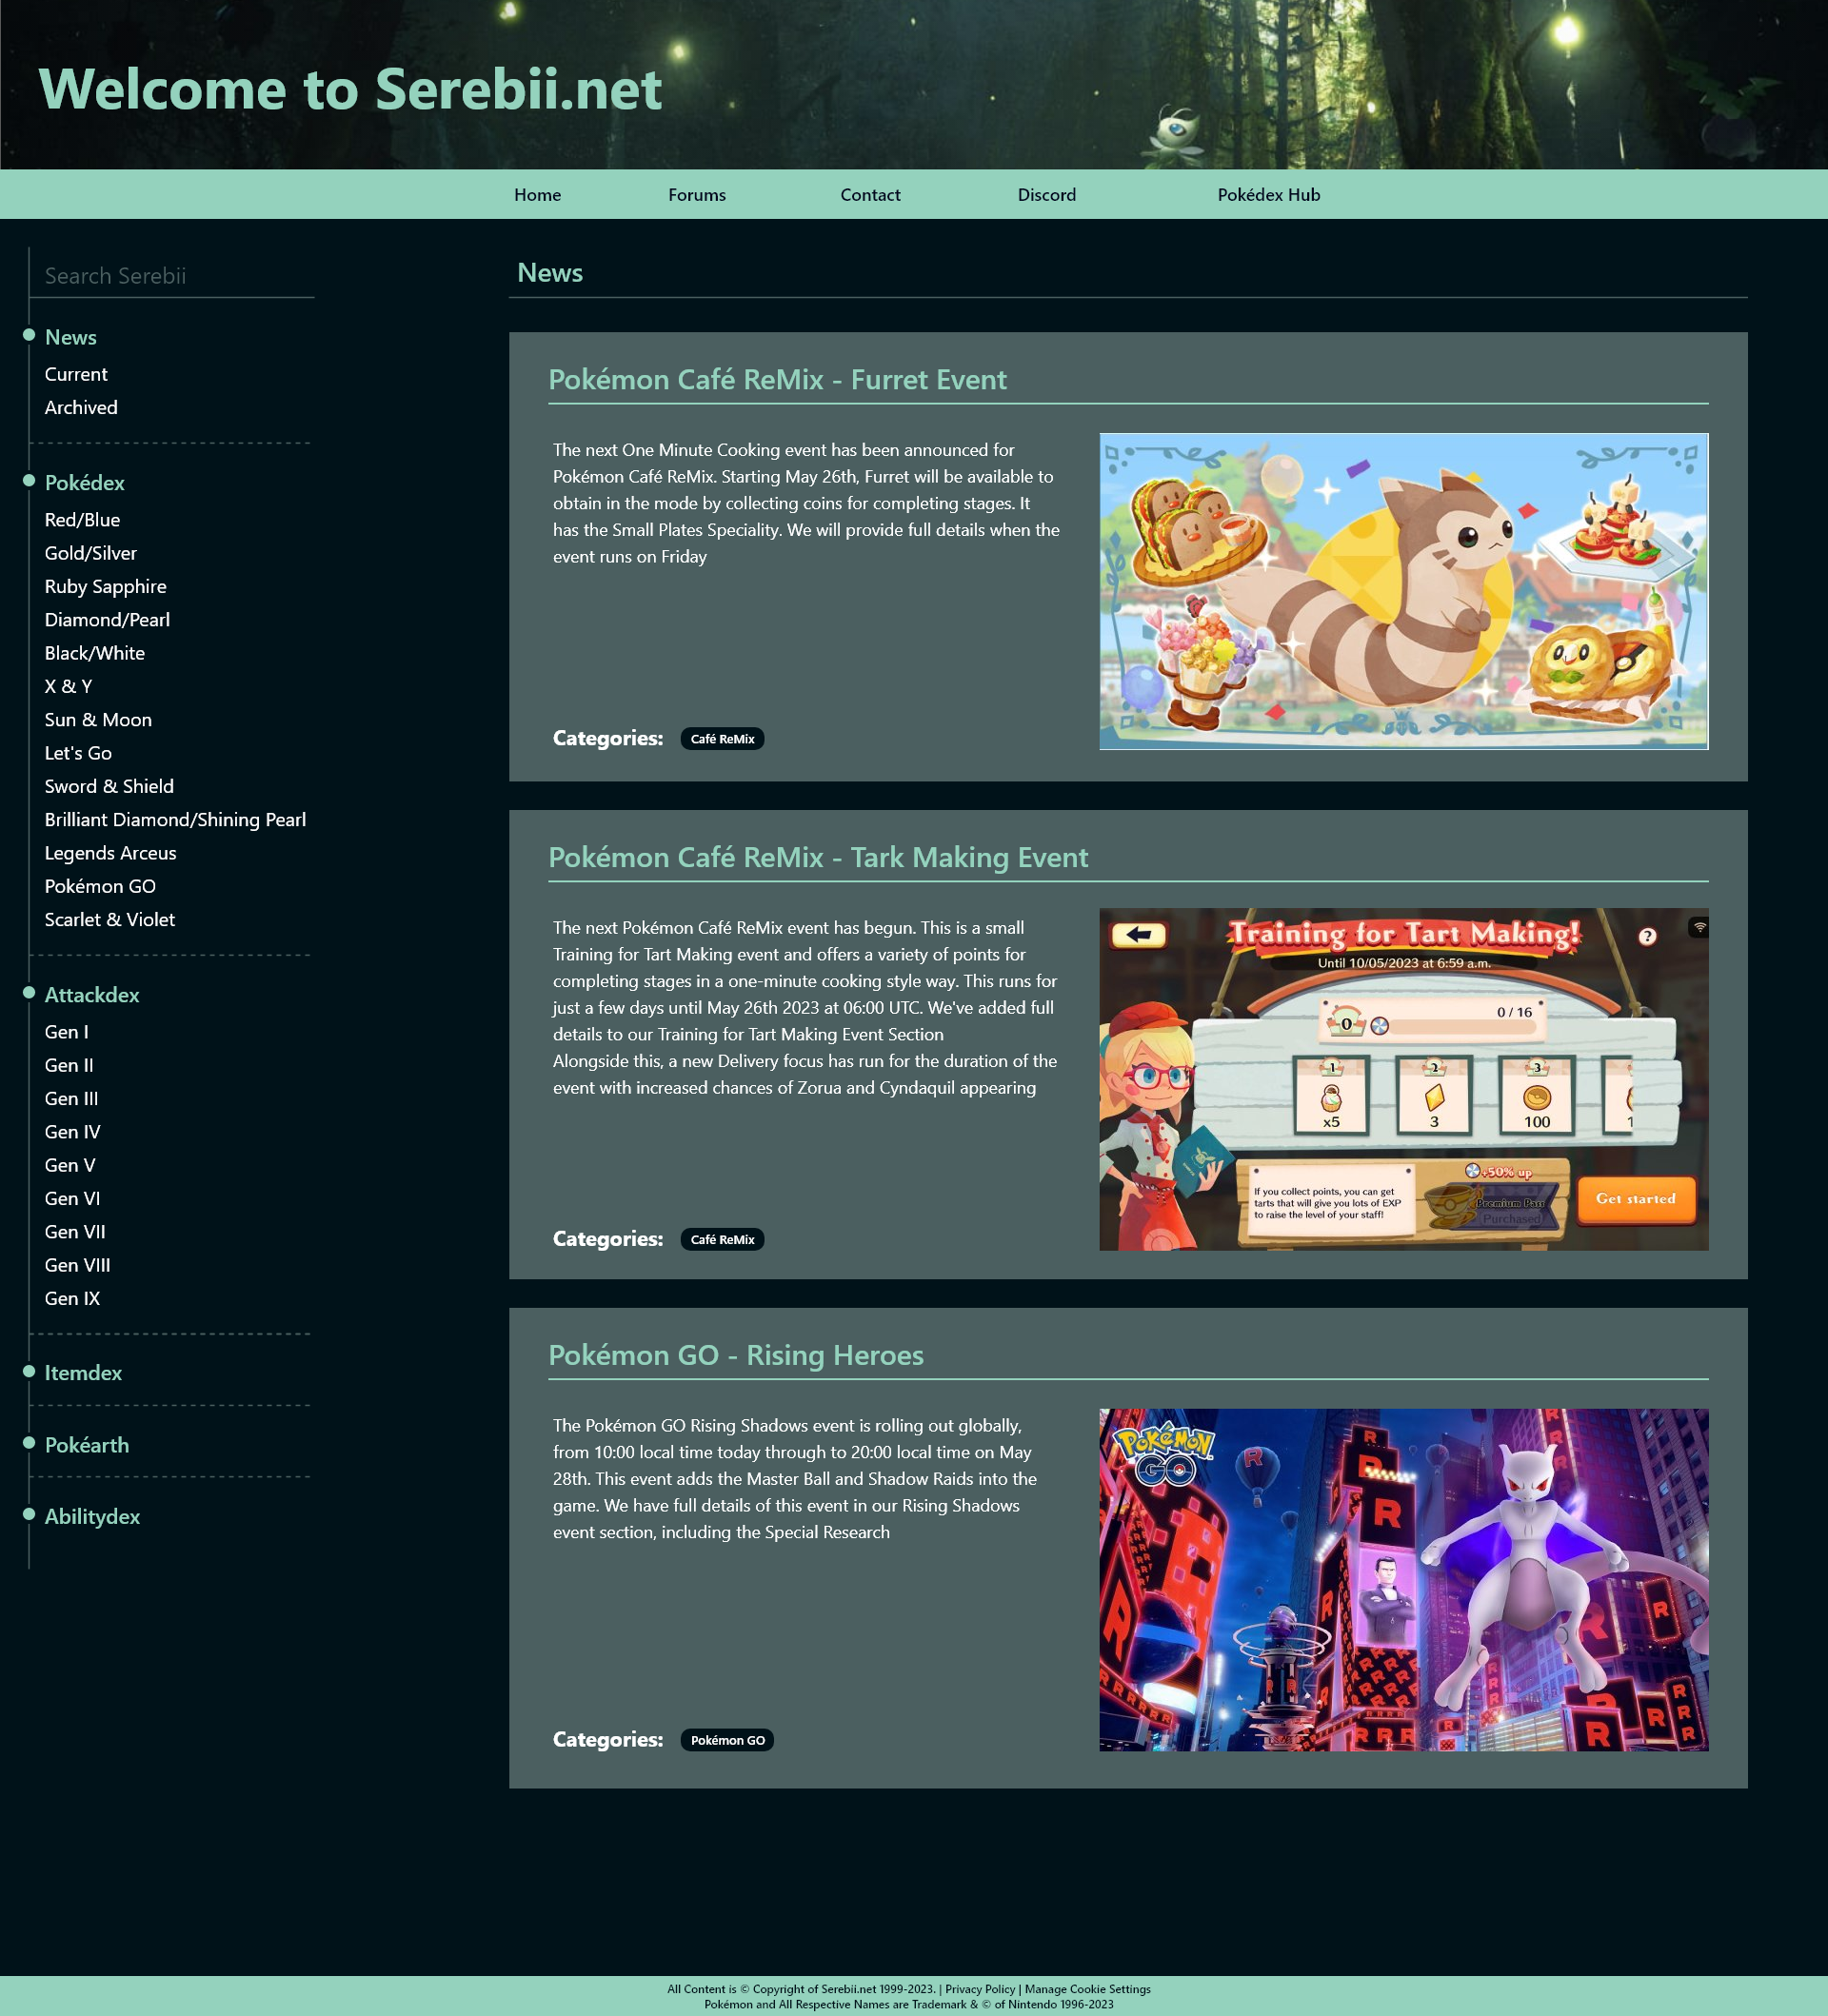 Welcome to Serebii.net
Home
Forums
Contact
Discord
Pokédex Hub
Search Serebii
News
Current
Archived
Pokédex
Red/Blue
Gold/Silver
Ruby Sapphire
Diamond/Pearl
Black/White
X & Y
Sun & Moon
Let's Go
Sword & Shield
Brilliant Diamond/Shining Pearl
Legends Arceus
Pokémon GO
Scarlet & Violet
Attackdex
Gen I
Gen II
Gen III
Gen IV
Gen V
Gen VI
Gen VII
Gen VIII
Gen IX
Itemdex
Pokéarth
Abilitydex
News
Pokémon Café ReMix - Furret Event
The next One Minute Cooking event has been announced for
Pokémon Café ReMix. Starting May 26th, Furret will be available to
obtain in the mode by collecting coins for completing stages. It
has the Small Plates Speciality. We will provide full details when the
event runs on Friday
Categories:
Café ReMix
Pokémon Café ReMix - Tark Making Event
The next Pokémon Café ReMix event has begun. This is a small
Training for Tart Making event and offers a variety of points for
completing stages in a one-minute cooking style way. This runs for
just a few days until May 26th 2023 at 06:00 UTC. We've added full
details to our Training for Tart Making Event Section
Alongside this, a new Delivery focus has run for the duration of the
event with increased chances of Zorua and Cyndaquil appearing
Categories:
Café ReMix
Training for Tart Making!
?
Until 10/05/2023 at 6:59 a.m.
0
0 / 16
1
2
3
x5
3
100
1
If you collect points, you can get
tarts that will give you lots of EXP
to raise the level of your staff!
+50% up
Premium Pass
Purchased
Get started
Pokémon GO - Rising Heroes
The Pokémon GO Rising Shadows event is rolling out globally,
from 10:00 local time today through to 20:00 local time on May
28th. This event adds the Master Ball and Shadow Raids into the
game. We have full details of this event in our Rising Shadows
event section, including the Special Research
Categories:
Pokémon GO
POKéMON
GO
R
R
R
R
R
R
R
R
All Content is © Copyright of Serebii.net 1999-2023. | Privacy Policy | Manage Cookie Settings
Pokémon and All Respective Names are Trademark & © of Nintendo 1996-2023